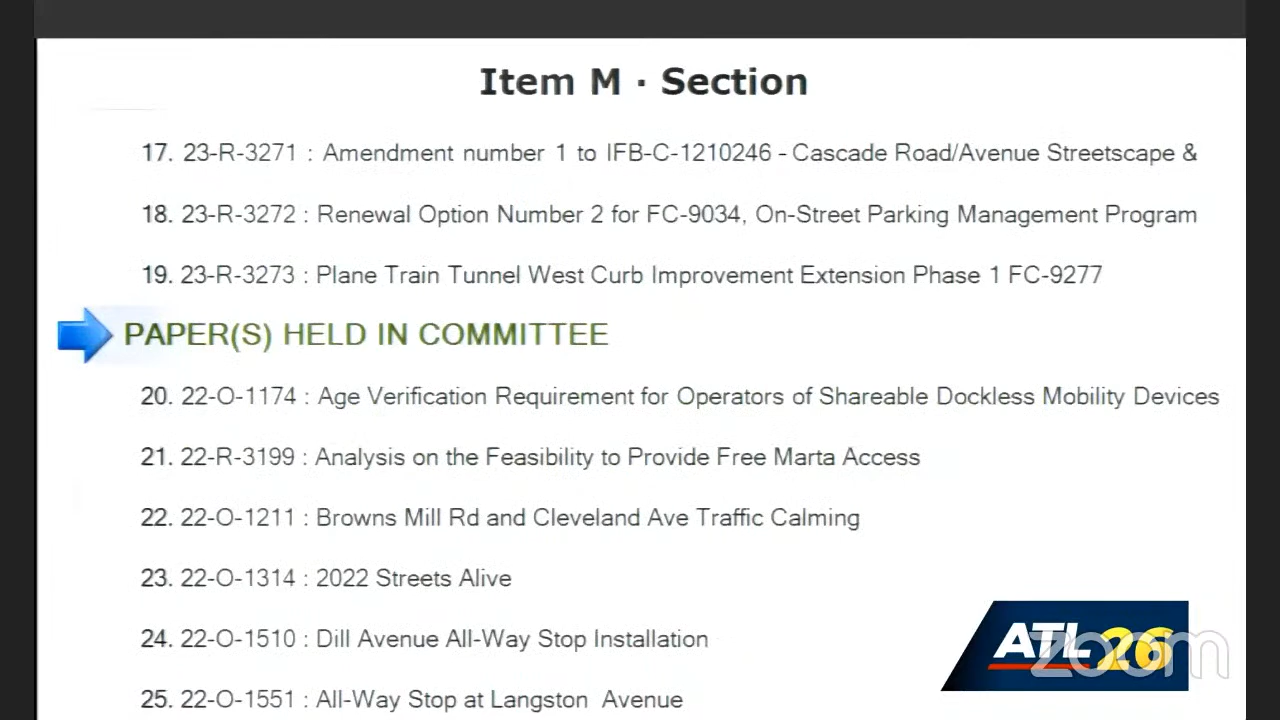 Item M · Section
17. 23-R-3271 : Amendment number 1 to IFB-C-1210246 - Cascade Road/Avenue Streetscape &
18. 23-R-3272 : Renewal Option Number 2 for FC-9034, On-Street Parking Management Program
19. 23-R-3273 : Plane Train Tunnel West Curb Improvement Extension Phase 1 FC-9277
PAPER(S) HELD IN COMMITTEE
20. 22-O-1174 : Age Verification Requirement for Operators of Shareable Dockless Mobility Devices
21. 22-R-3199 : Analysis on the Feasibility to Provide Free Marta Access
22. 22-O-1211 : Browns Mill Rd and Cleveland Ave Traffic Calming
23. 22-O-1314 : 2022 Streets Alive
24. 22-O-1510 : Dill Avenue All-Way Stop Installation
25. 22-O-1551 : All-Way Stop at Langston Avenue
ATL 26
zoom